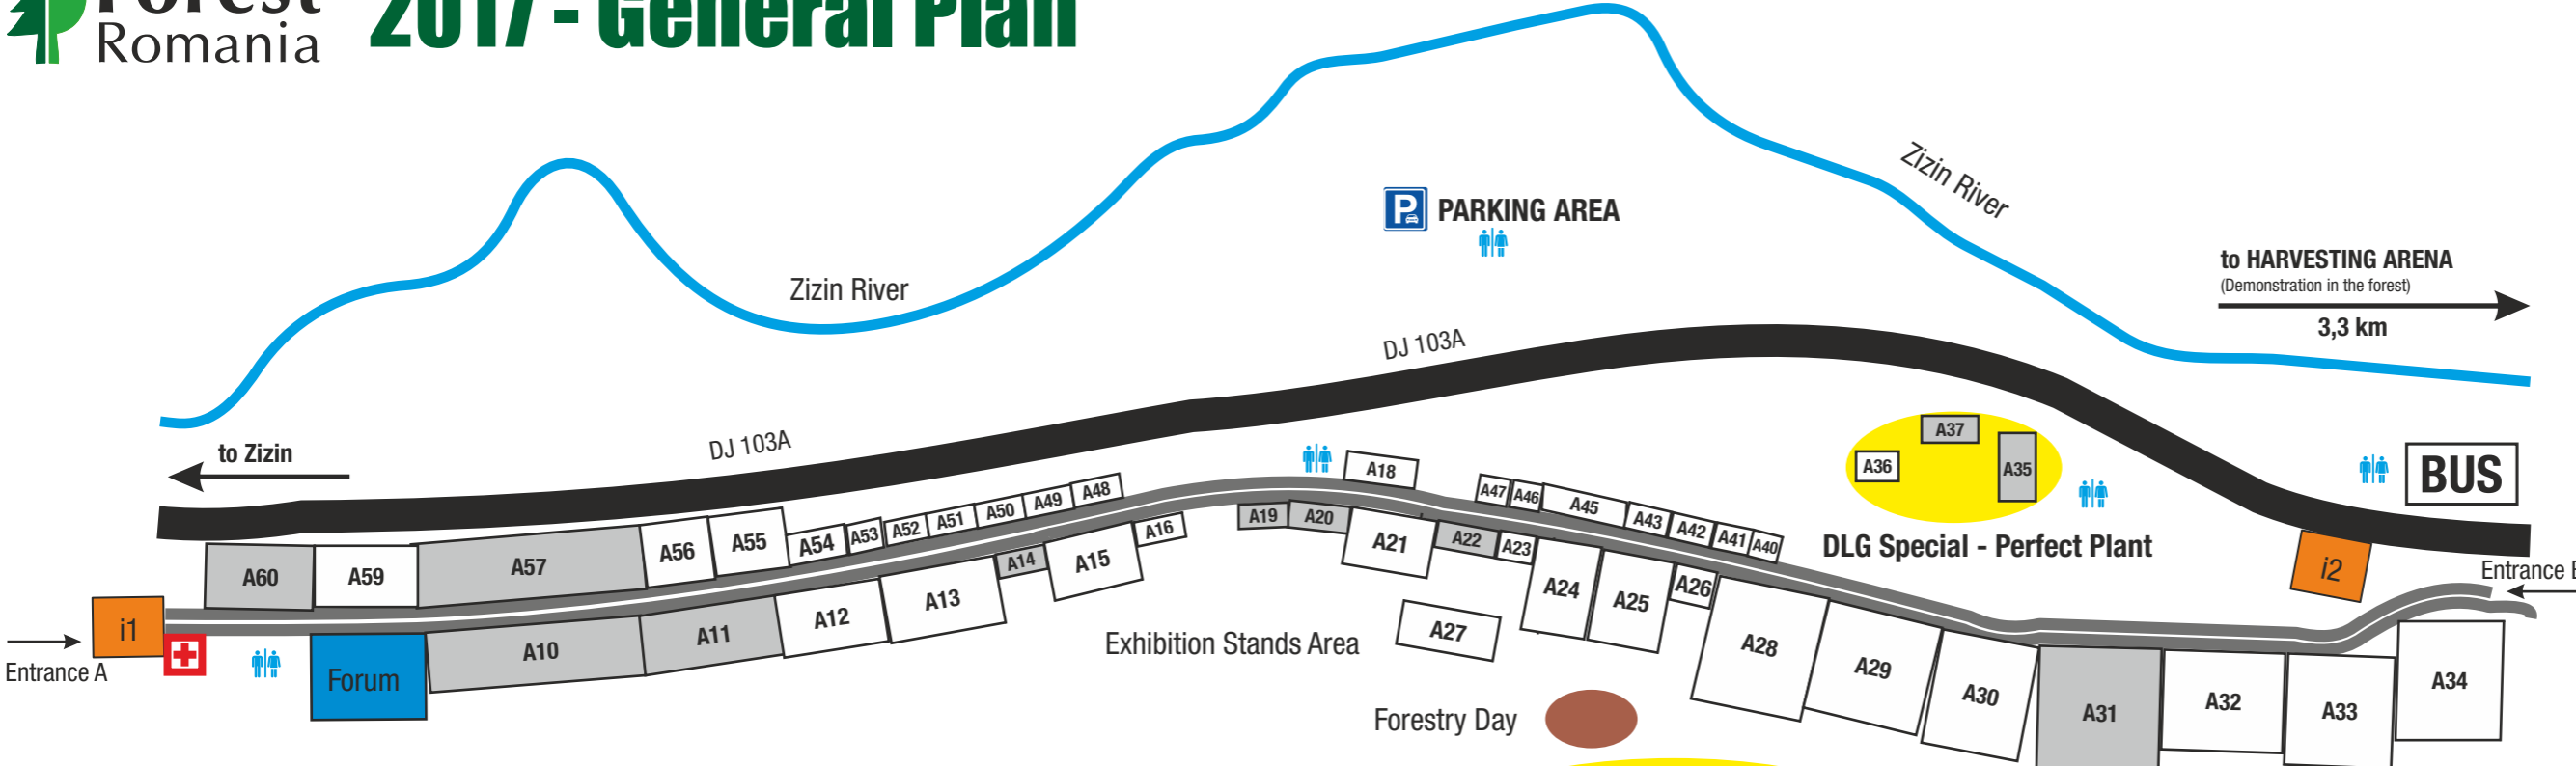 Forest
Romania
2017 - General Plan
Zizin River
P PARKING AREA
Zizin River
to HARVESTING ARENA
(Demonstration in the forest)
3,3 km
DJ 103A
DJ 103A
to Zizin
BUS
A37
A36
A35
DLG Special - Perfect Plant
A18
A47
A46
A45
A43
A42
A41
A40
A48
A49
A50
A51
A52
A53
A54
A55
A56
A57
A59
A60
A16
A19
A20
A21
A22
A23
A24
A25
A26
A14
A15
A13
A12
A11
A10
i1
Entrance A
Forum
i2
Entrance
Exhibition Stands Area
A27
A28
A29
A30
A31
A32
A33
A34
Forestry Day